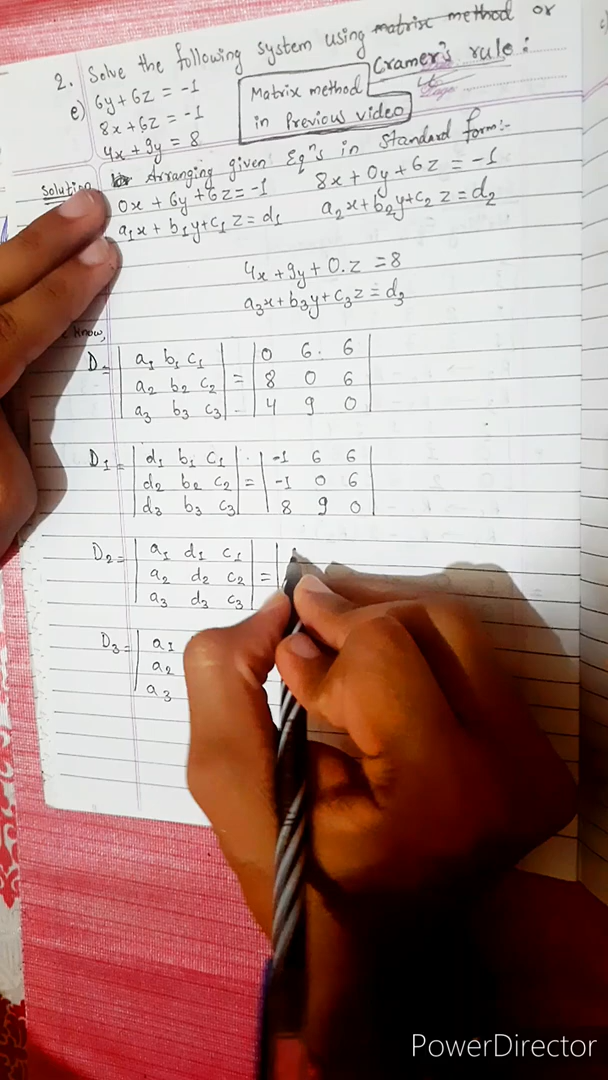 2. Solve the following system using matrix method or
Cramer's rule:
e) 6y+6z = -1
8x+6z = -1
4x+9y = 8
Matrix method
in Previous video
Solution Arranging given Eqⁿs in standard form:-
0x + 6y + 6z = -1 8x + 0y + 6z = -1
a₁x + b₁y + c₁z = d₁ a₂x + b₂y + c₂z = d₂
4x + 9y + 0.z = 8
a₃x + b₃y + c₃z = d₃
know,
D = | a₁ b₁ c₁ | = | 0 6 6 |
| a₂ b₂ c₂ | | 8 0 6 |
| a₃ b₃ c₃ | | 4 9 0 |
D₁ = | d₁ b₁ c₁ | = | -1 6 6 |
| d₂ b₂ c₂ | | -1 0 6 |
| d₃ b₃ c₃ | | 8 9 0 |
D₂ = | a₁ d₁ c₁ | = |
| a₂ d₂ c₂ |
| a₃ d₃ c₃ |
D₃ = | a₁
| a₂
| a₃
PowerDirector